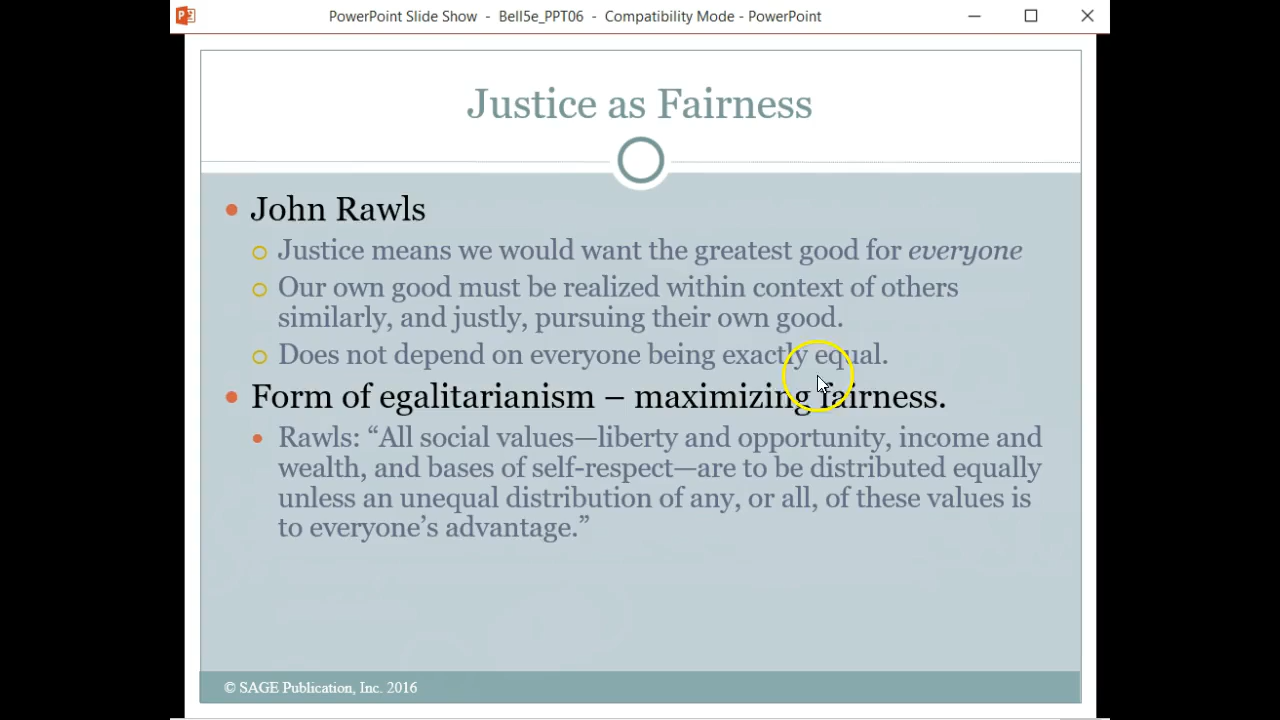 PowerPoint Slide Show - Bell5e_PPT06 - Compatibility Mode - PowerPoint
Justice as Fairness
John Rawls
Justice means we would want the greatest good for everyone
Our own good must be realized within context of others
similarly, and justly, pursuing their own good.
Does not depend on everyone being exactly equal.
Form of egalitarianism – maximizing fairness.
Rawls: “All social values—liberty and opportunity, income and
wealth, and bases of self-respect—are to be distributed equally
unless an unequal distribution of any, or all, of these values is
to everyone’s advantage.”
© SAGE Publication, Inc. 2016